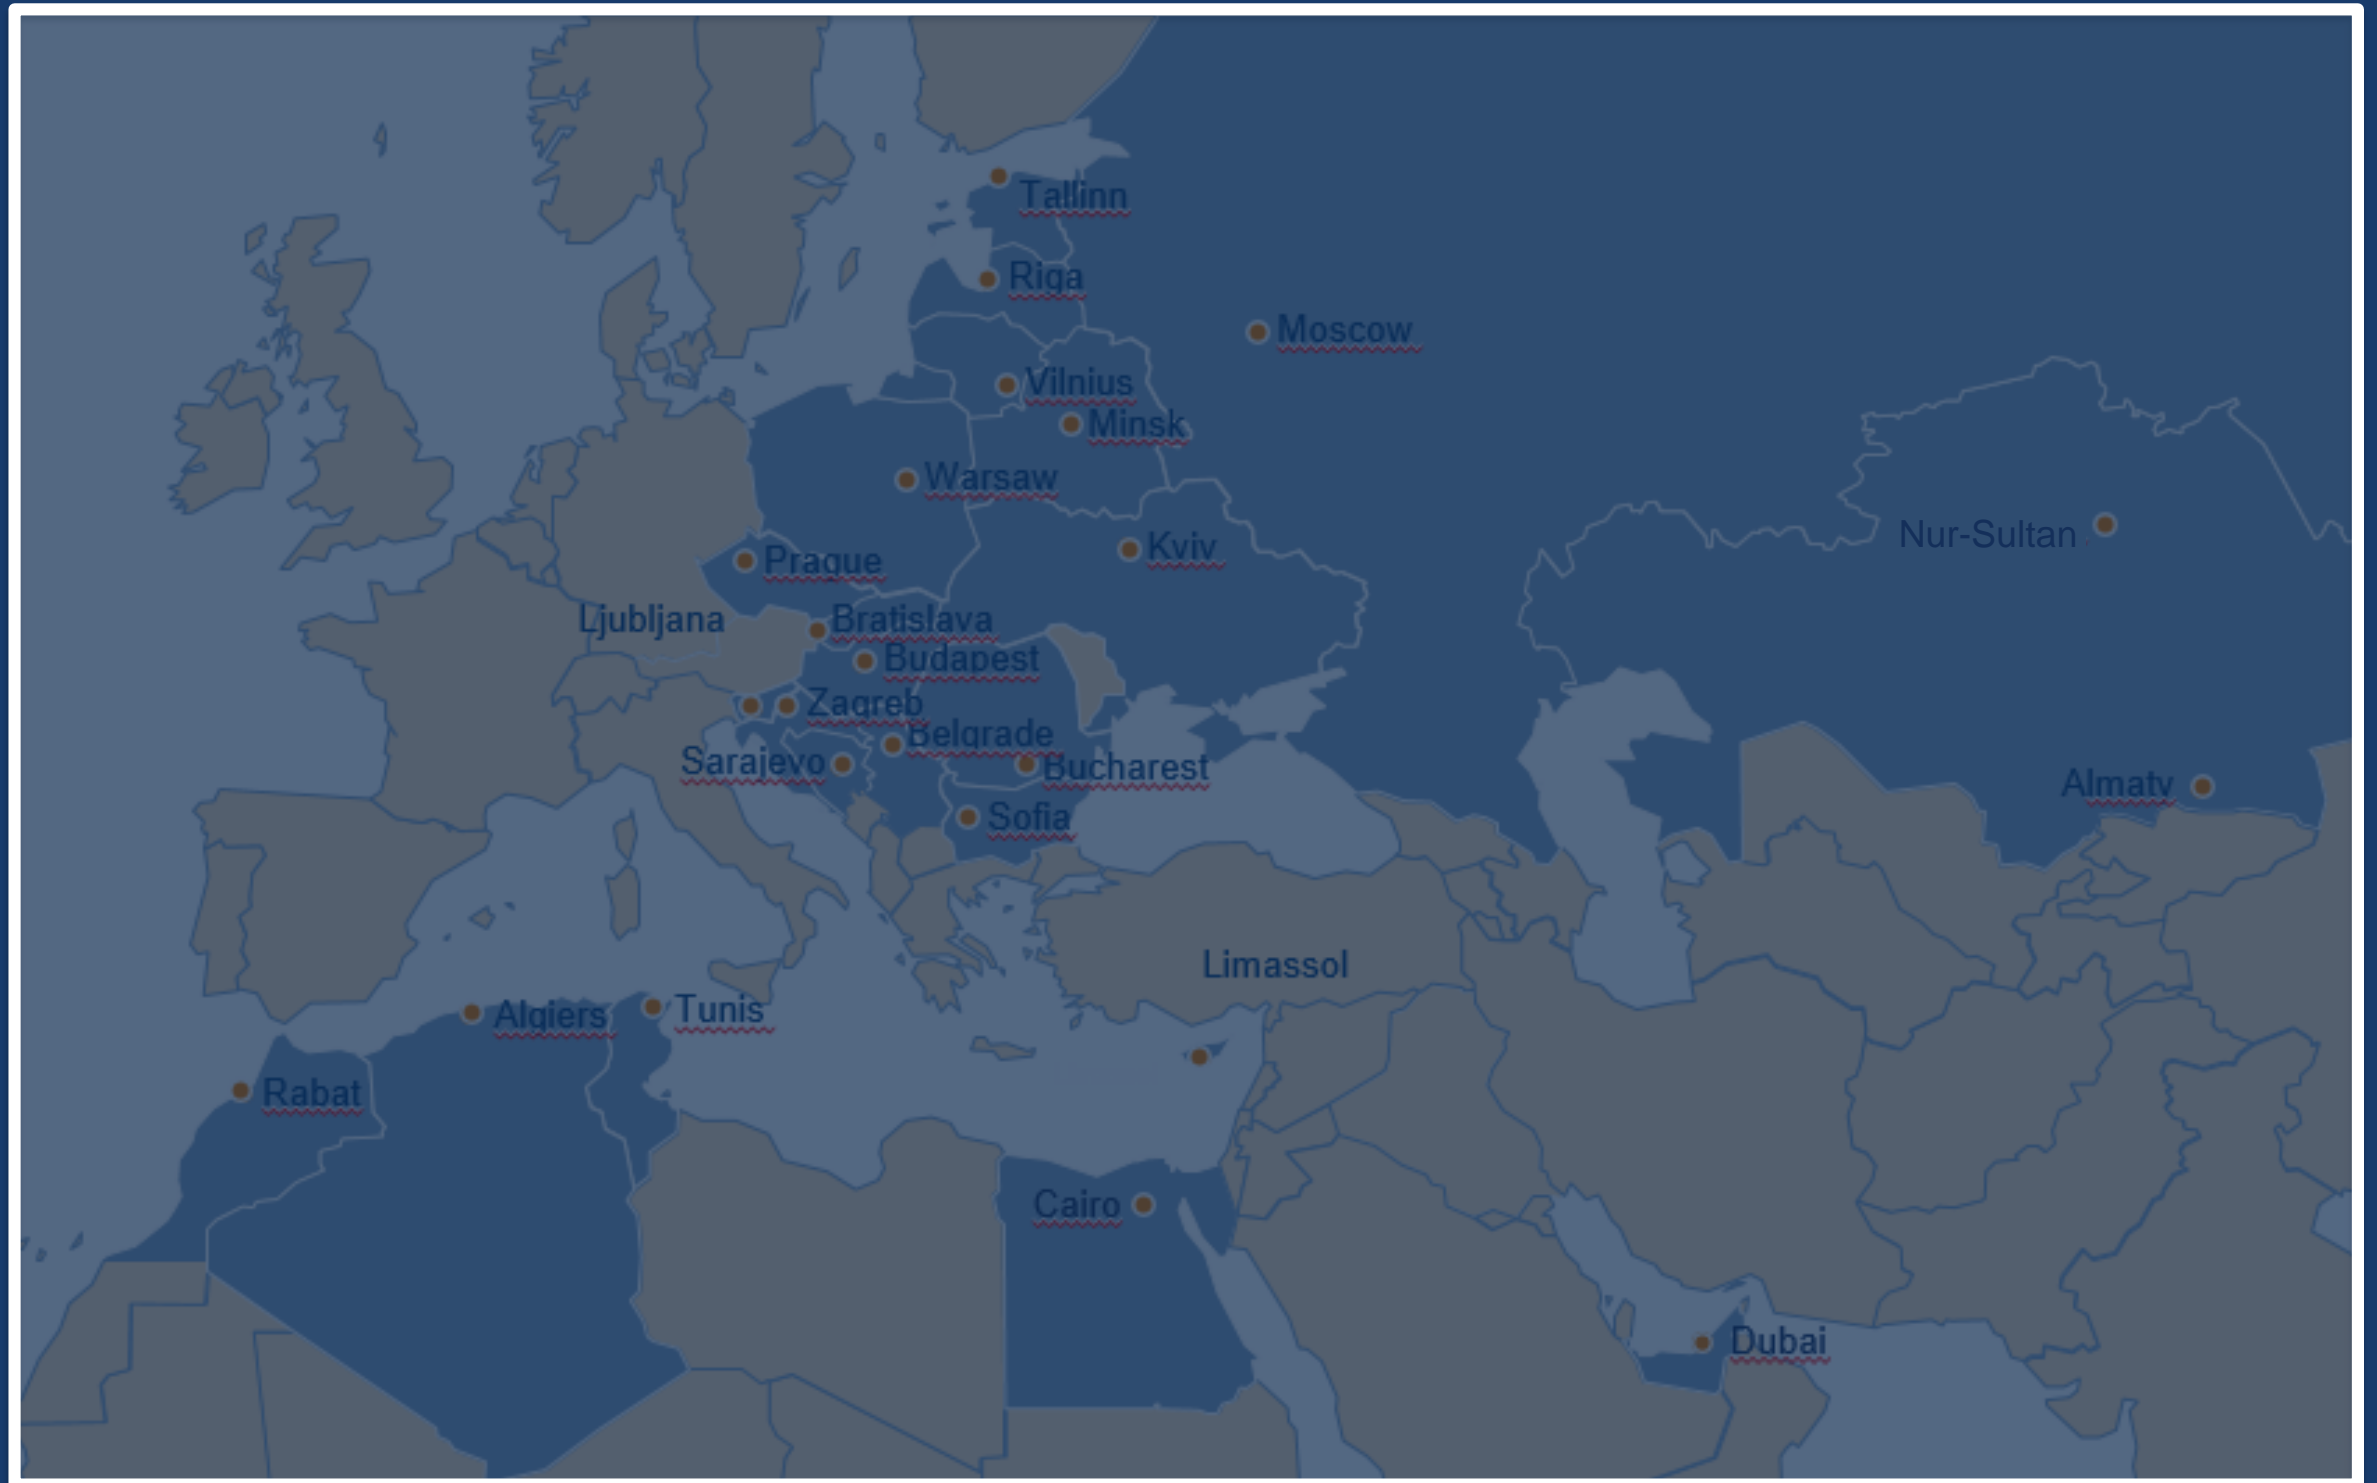 Tallinn
Riga
Moscow
Vilnius
Minsk
Warsaw
Nur-Sultan
Kyiv
Prague
Ljubljana
Bratislava
Budapest
Zagreb
Belgrade
Sarajevo
Bucharest
Almaty
Sofia
Limassol
Algiers
Tunis
Rabat
Cairo
Dubai